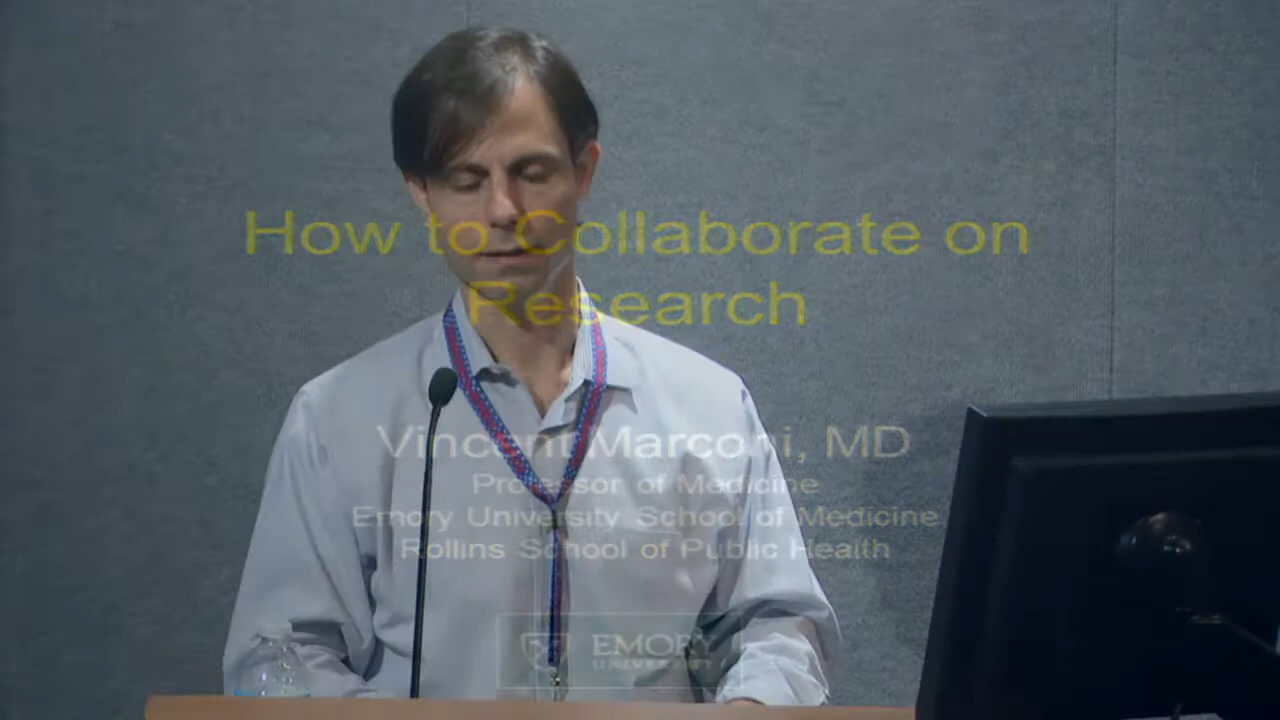 How to Collaborate on
Research
Vincent Marconi, MD
Professor of Medicine
Emory University School of Medicine
Rollins School of Public Health
EMORY
UNIVERSITY